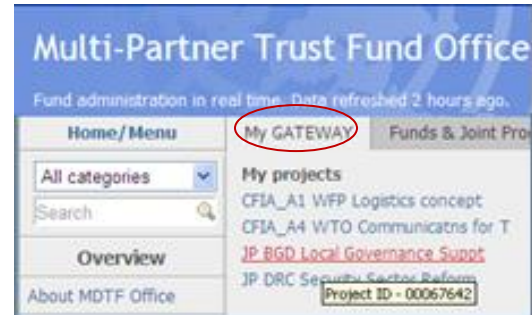 Multi-Partner Trust Fund Office
Fund administration in real time. Data refreshed 2 hours ago.
Home/Menu
My GATEWAY
Funds & Joint Pro
All categories
Search
Overview
About MDTF Office
My projects
CFIA_A1 WFP Logistics concept
CFIA_A4 WTO Communicatns for T
JP BGD Local Governance Suppt
JP DRC Security Sector Reform
Project ID - 00067642